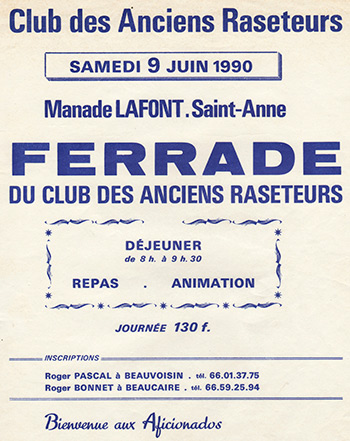 Club des Anciens Raseteurs
SAMEDI 9 JUIN 1990
Manade LAFONT. Saint-Anne
FERRADE
DU CLUB DES ANCIENS RASETEURS
DÉJEUNER
de 8 h. à 9 h. 30
REPAS . ANIMATION
JOURNÉE 130 f.
INSCRIPTIONS
Roger PASCAL à BEAUVOISIN . tél. 66.01.37.75
Roger BONNET à BEAUCAIRE . tél. 66.59.25.94
Bienvenue aux Aficionados